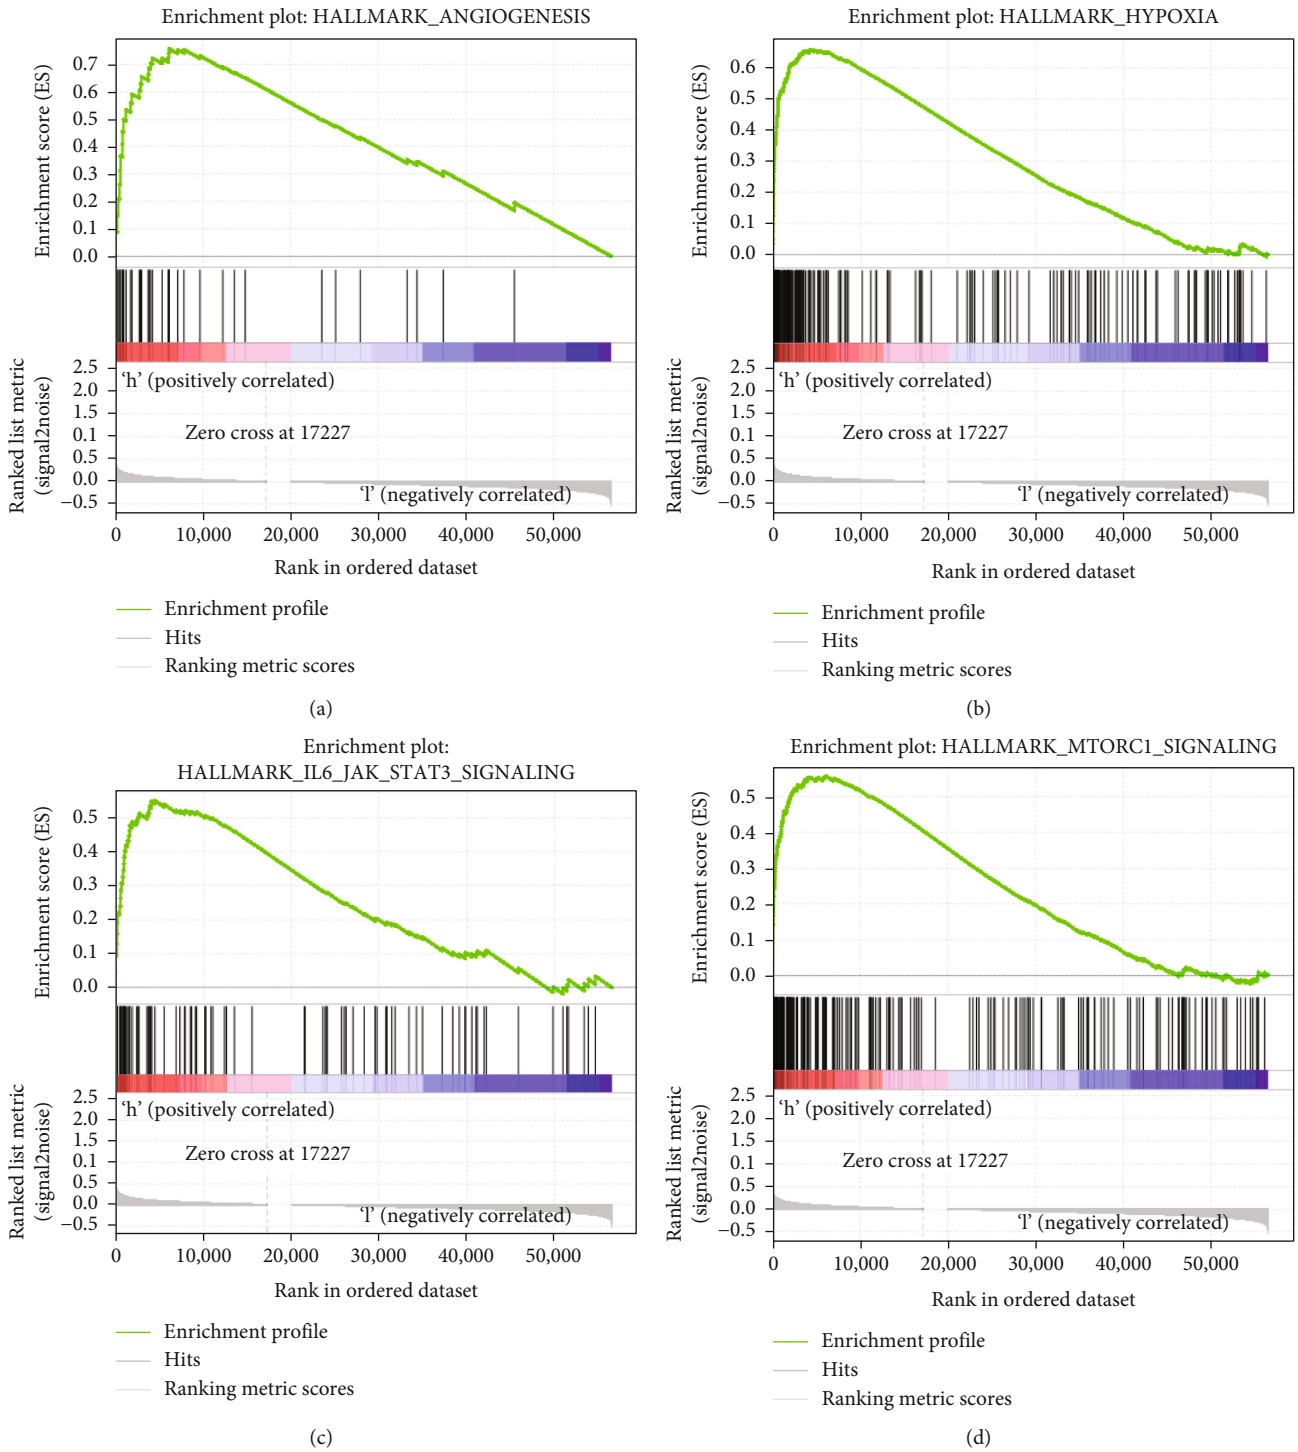 Enrichment plot: HALLMARK_ANGIOGENESIS
Enrichment score (ES)
0.7
0.6
0.5
0.4
0.3
0.2
0.1
0.0
Ranked list metric
(signal2noise)
2.5
2.0
1.5
0.1
0.5
0.0
−0.5
‘h’ (positively correlated)
Zero cross at 17227
‘l’ (negatively correlated)
0 10,000 20,000 30,000 40,000 50,000
Rank in ordered dataset
Enrichment profile
Hits
Ranking metric scores
(a)
Enrichment plot: HALLMARK_HYPOXIA
Enrichment score (ES)
0.6
0.5
0.4
0.3
0.2
0.1
0.0
Ranked list metric
(signal2noise)
2.5
2.0
1.5
0.1
0.5
0.0
−0.5
‘h’ (positively correlated)
Zero cross at 17227
‘l’ (negatively correlated)
0 10,000 20,000 30,000 40,000 50,000
Rank in ordered dataset
Enrichment profile
Hits
Ranking metric scores
(b)
Enrichment plot:
HALLMARK_IL6_JAK_STAT3_SIGNALING
Enrichment score (ES)
0.5
0.4
0.3
0.2
0.1
0.0
Ranked list metric
(signal2noise)
2.5
2.0
1.5
0.1
0.5
0.0
−0.5
‘h’ (positively correlated)
Zero cross at 17227
‘l’ (negatively correlated)
0 10,000 20,000 30,000 40,000 50,000
Rank in ordered dataset
Enrichment profile
Hits
Ranking metric scores
(c)
Enrichment plot: HALLMARK_MTORC1_SIGNALING
Enrichment score (ES)
0.5
0.4
0.3
0.2
0.1
0.0
Ranked list metric
(signal2noise)
2.5
2.0
1.5
0.1
0.5
0.0
−0.5
‘h’ (positively correlated)
Zero cross at 17227
‘l’ (negatively correlated)
0 10,000 20,000 30,000 40,000 50,000
Rank in ordered dataset
Enrichment profile
Hits
Ranking metric scores
(d)